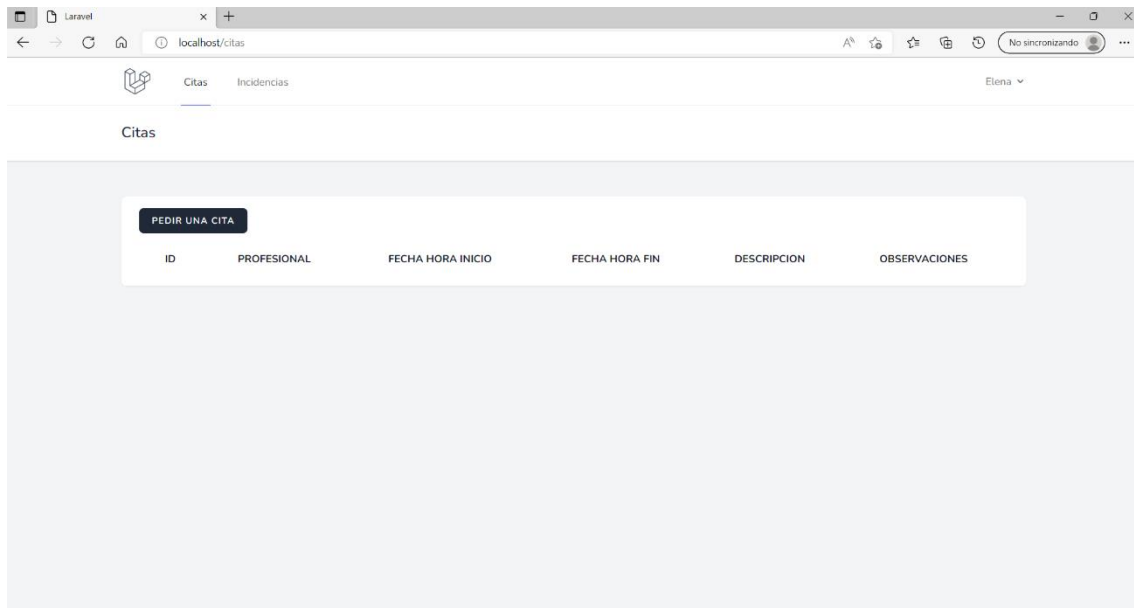 Laravel
localhost/citas
No sincronizando
Citas Incidencias Elena
Citas
PEDIR UNA CITA
ID PROFESIONAL FECHA HORA INICIO FECHA HORA FIN DESCRIPCION OBSERVACIONES